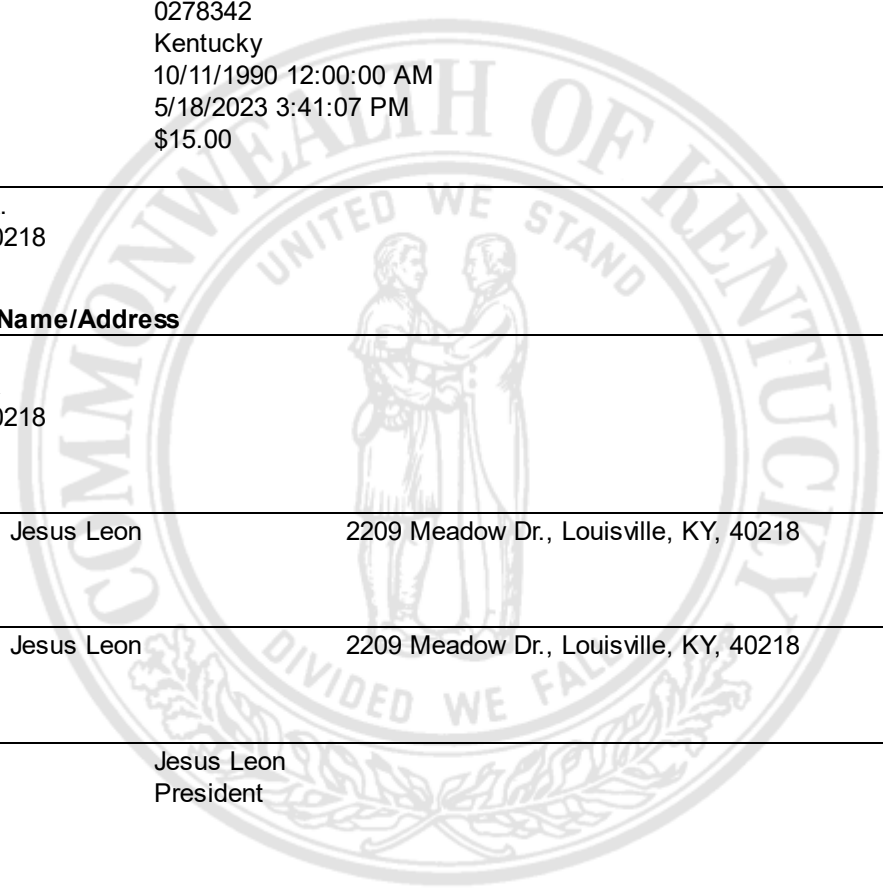 0278342
Kentucky
10/11/1990 12:00:00 AM
5/18/2023 3:41:07 PM
$15.00
.
0218
Name/Address
0218
Jesus Leon 2209 Meadow Dr., Louisville, KY, 40218
Jesus Leon 2209 Meadow Dr., Louisville, KY, 40218
Jesus Leon
President
COMMONWEALTH OF KENTUCKY
UNITED WE STAND
DIVIDED WE FALL